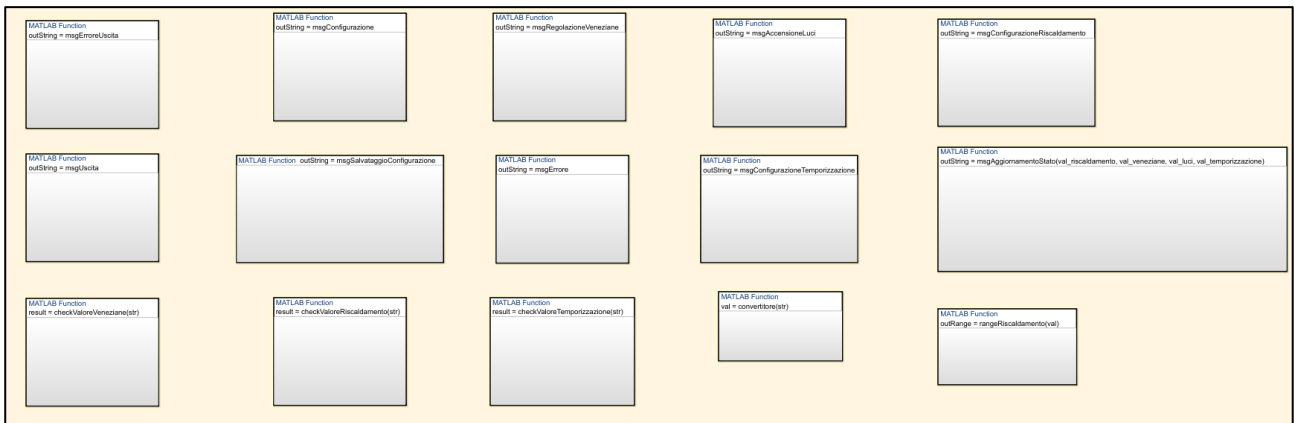 MATLAB Function
outString = msgErroreUscita
MATLAB Function
outString = msgConfigurazione
MATLAB Function
outString = msgRegolazioneVeneziane
MATLAB Function
outString = msgAccensioneLuci
MATLAB Function
outString = msgConfigurazioneRiscaldamento
MATLAB Function
outString = msgUscita
MATLAB Function outString = msgSalvataggioConfigurazione
MATLAB Function
outString = msgErrore
MATLAB Function
outString = msgConfigurazioneTemporizzazione
MATLAB Function
outString = msgAggiornamentoStato(val_riscaldamento, val_veneziane, val_luci, val_temporizzazione)
MATLAB Function
result = checkValoreVeneziane(str)
MATLAB Function
result = checkValoreRiscaldamento(str)
MATLAB Function
result = checkValoreTemporizzazione(str)
MATLAB Function
val = convertitore(str)
MATLAB Function
outRange = rangeRiscaldamento(val)